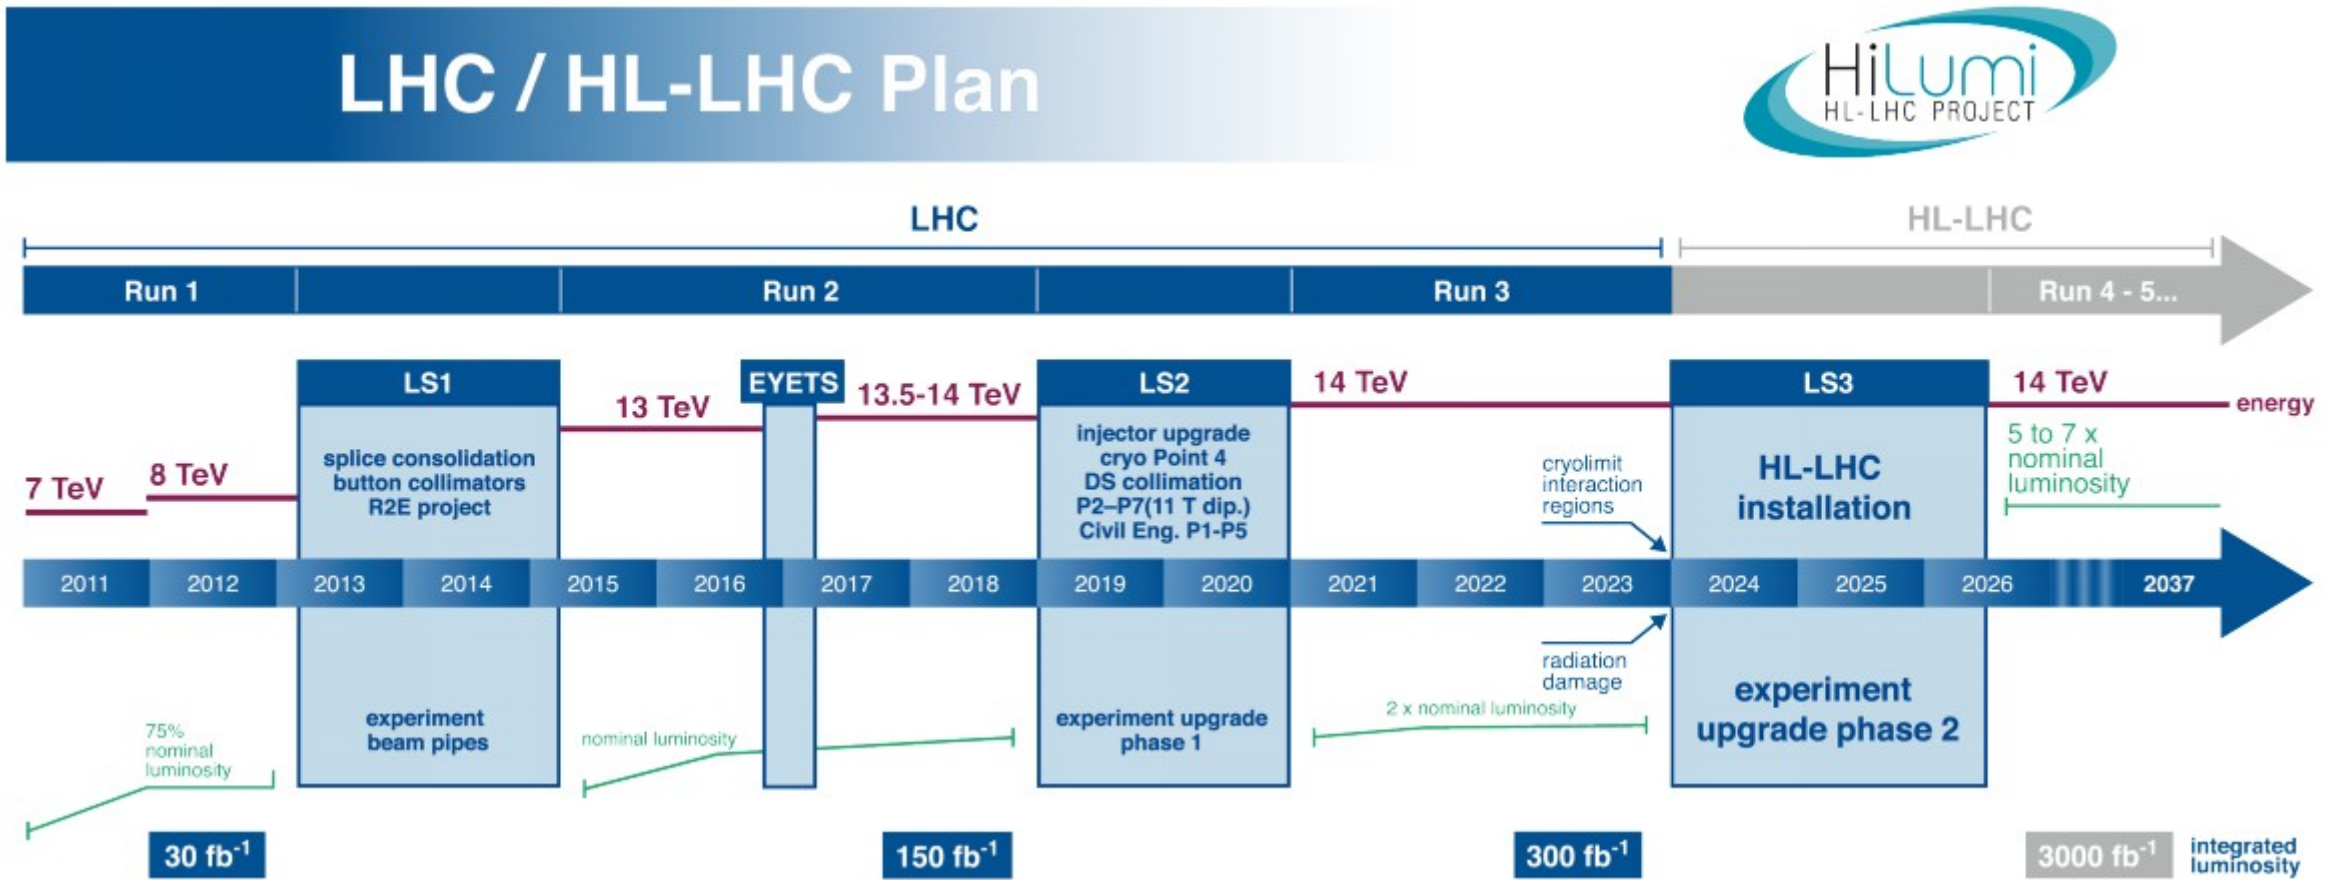 LHC / HL-LHC Plan
HiLumi
HL-LHC PROJECT
LHC
HL-LHC
Run 1
Run 2
Run 3
Run 4 - 5...
LS1
EYETS
LS2
LS3
7 TeV
8 TeV
13 TeV
13.5-14 TeV
14 TeV
14 TeV
energy
splice consolidation
button collimators
R2E project
injector upgrade
cryo Point 4
DS collimation
P2–P7(11 T dip.)
Civil Eng. P1-P5
cryolimit
interaction
regions
HL-LHC
installation
5 to 7 x
nominal
luminosity
2011 2012 2013 2014 2015 2016 2017 2018 2019 2020 2021 2022 2023 2024 2025 2026 2037
75%
nominal
luminosity
experiment
beam pipes
nominal luminosity
experiment upgrade
phase 1
radiation
damage
2 x nominal luminosity
experiment
upgrade phase 2
30 fb⁻¹
150 fb⁻¹
300 fb⁻¹
3000 fb⁻¹
integrated
luminosity